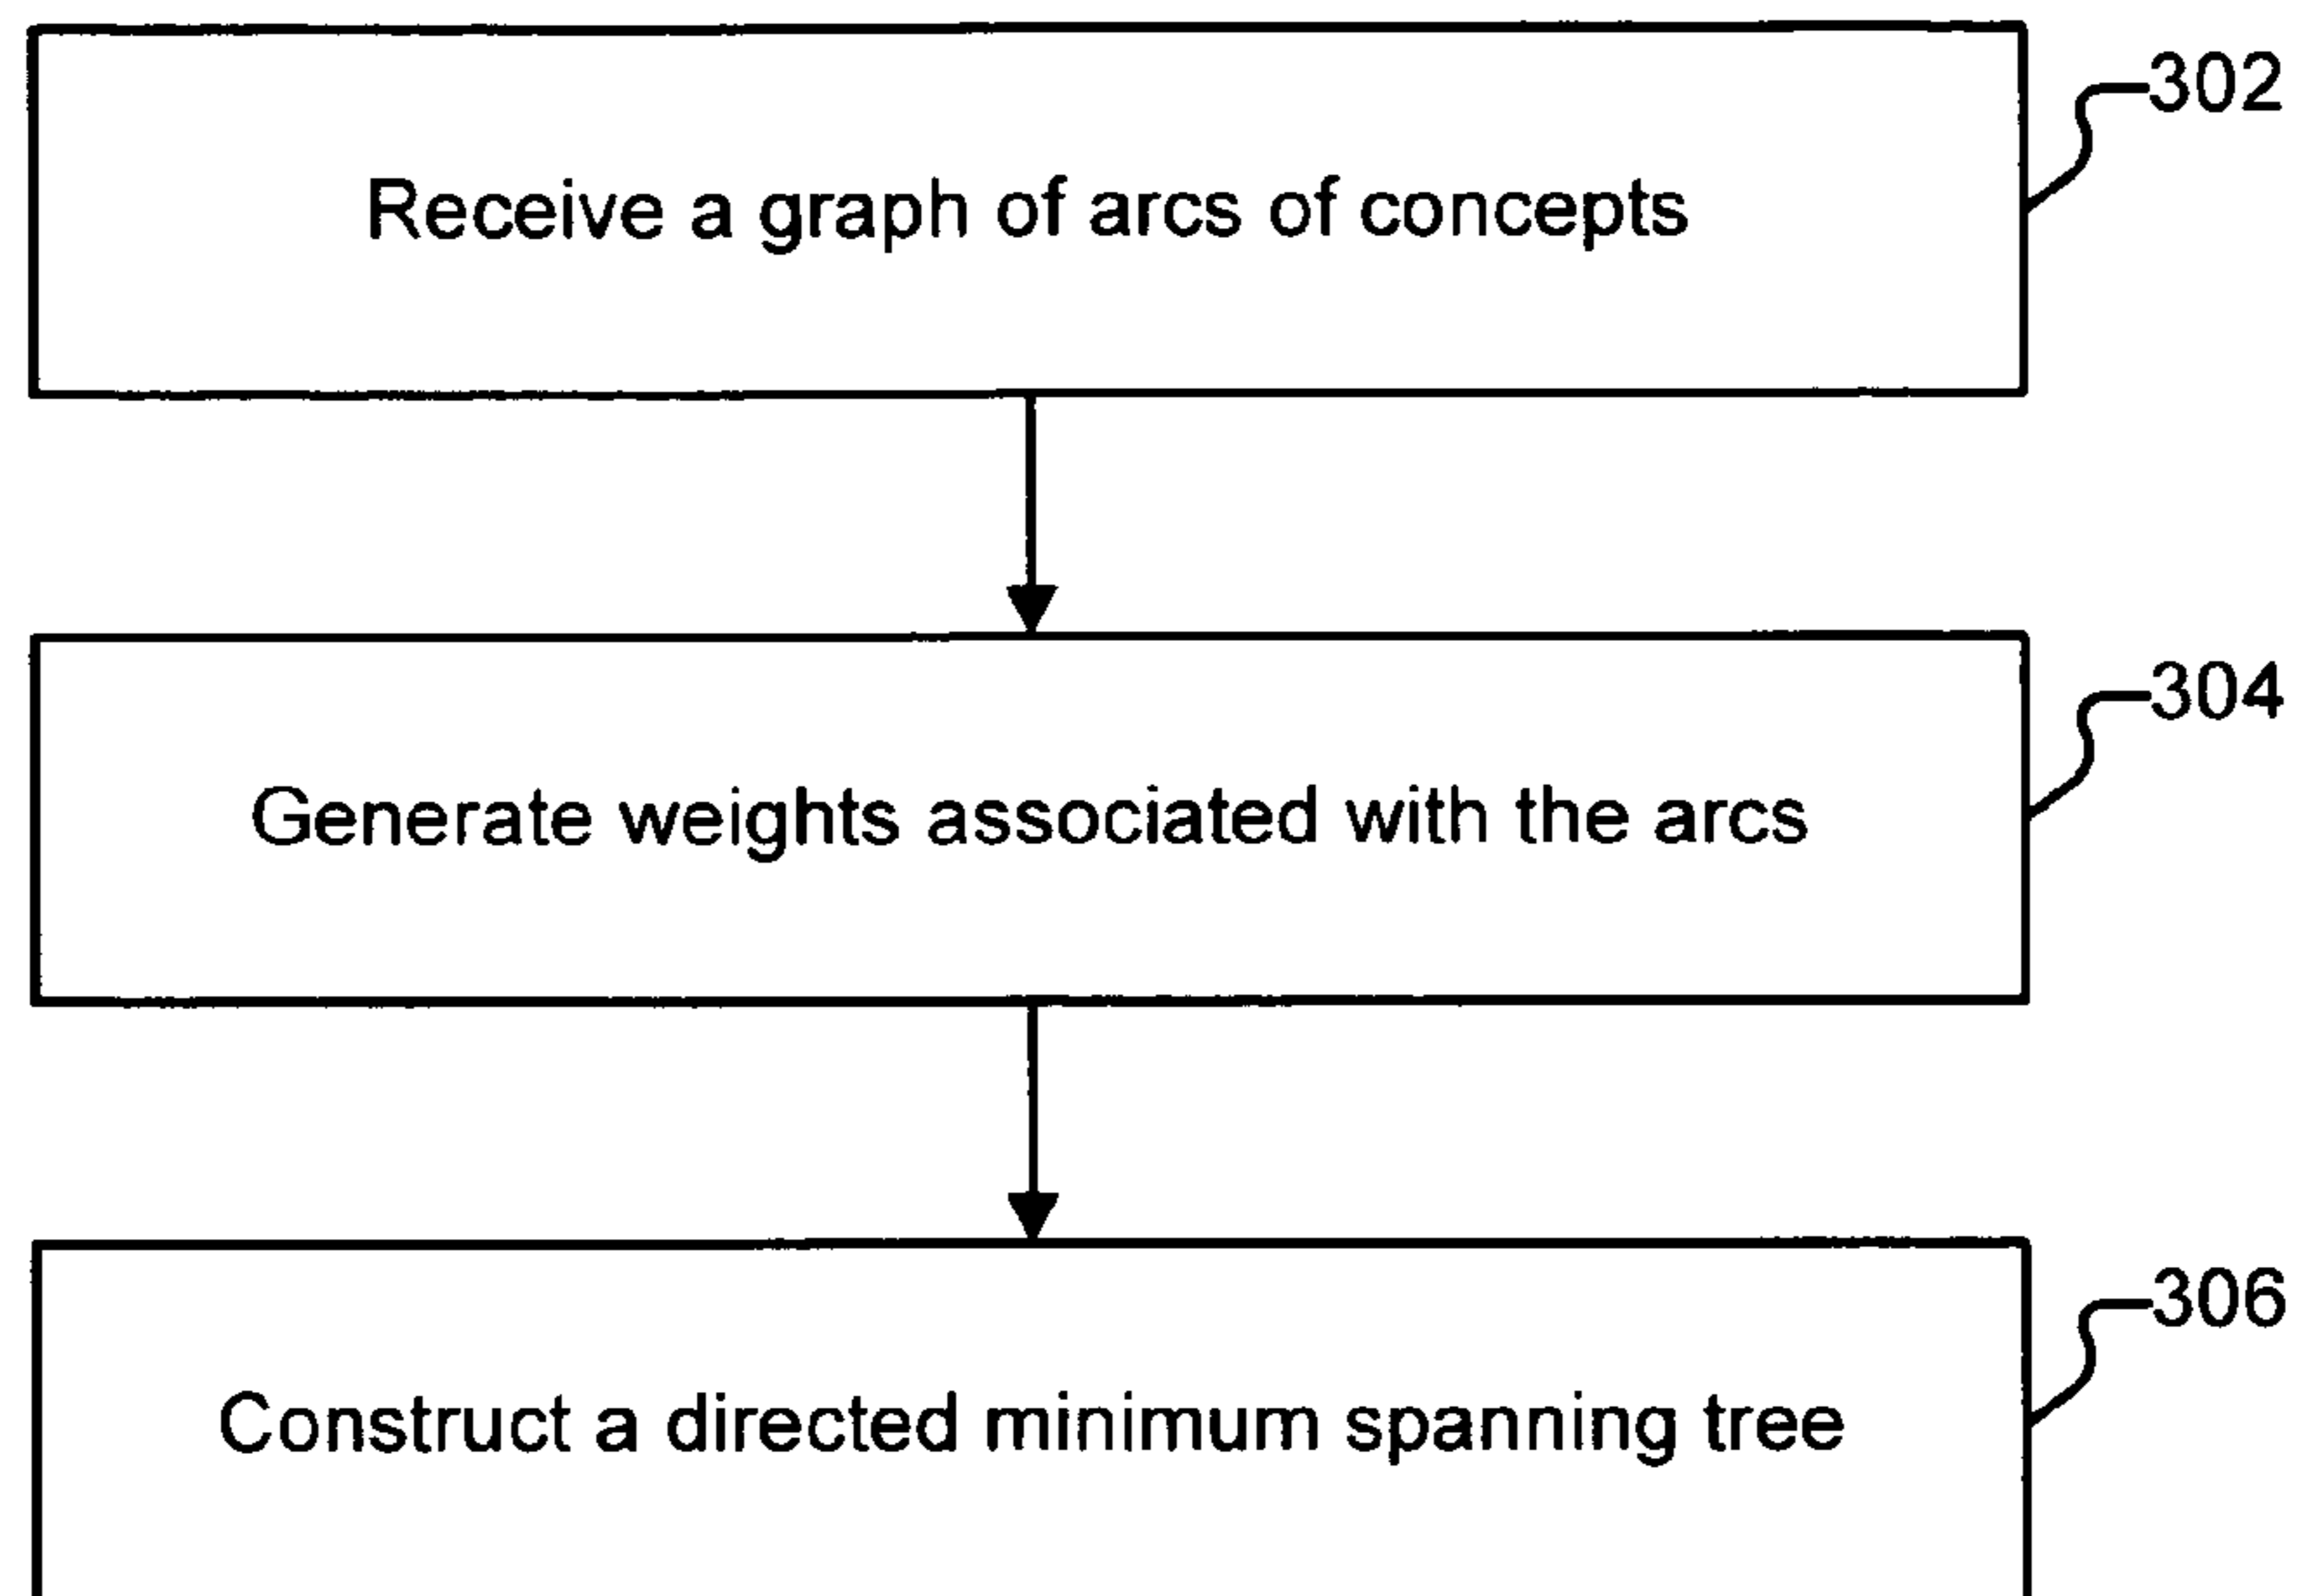 302
Receive a graph of arcs of concepts
304
Generate weights associated with the arcs
306
Construct a directed minimum spanning tree